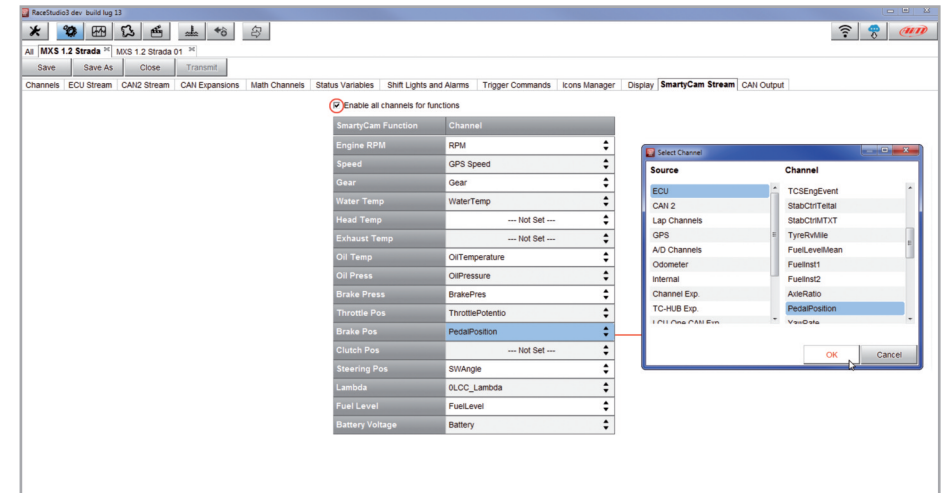 RaceStudio3 dev build lug 13
AiM
All MXS 1.2 Strada MXS 1.2 Strada 01
Save Save As Close Transmit
Channels ECU Stream CAN2 Stream CAN Expansions Math Channels Status Variables Shift Lights and Alarms Trigger Commands Icons Manager Display SmartyCam Stream CAN Output
Enable all channels for functions
SmartyCam Function Channel
Engine RPM RPM
Speed GPS Speed
Gear Gear
Water Temp WaterTemp
Head Temp --- Not Set ---
Exhaust Temp --- Not Set ---
Oil Temp OilTemperature
Oil Press OilPressure
Brake Press BrakePres
Throttle Pos ThrottlePotentio
Brake Pos PedalPosition
Clutch Pos --- Not Set ---
Steering Pos SWAngle
Lambda 0LCC_Lambda
Fuel Level FuelLevel
Battery Voltage Battery
Select Channel
Source Channel
ECU TCSEngEvent
CAN 2 StabCtrlTeltal
Lap Channels StabCtrlMTXT
GPS TyreRvMile
A/D Channels FuelLevelMean
Odometer FuelInst1
Internal FuelInst2
Channel Exp. AxleRatio
TC-HUB Exp. PedalPosition
LCU One CAN Exp YawRate
OK Cancel